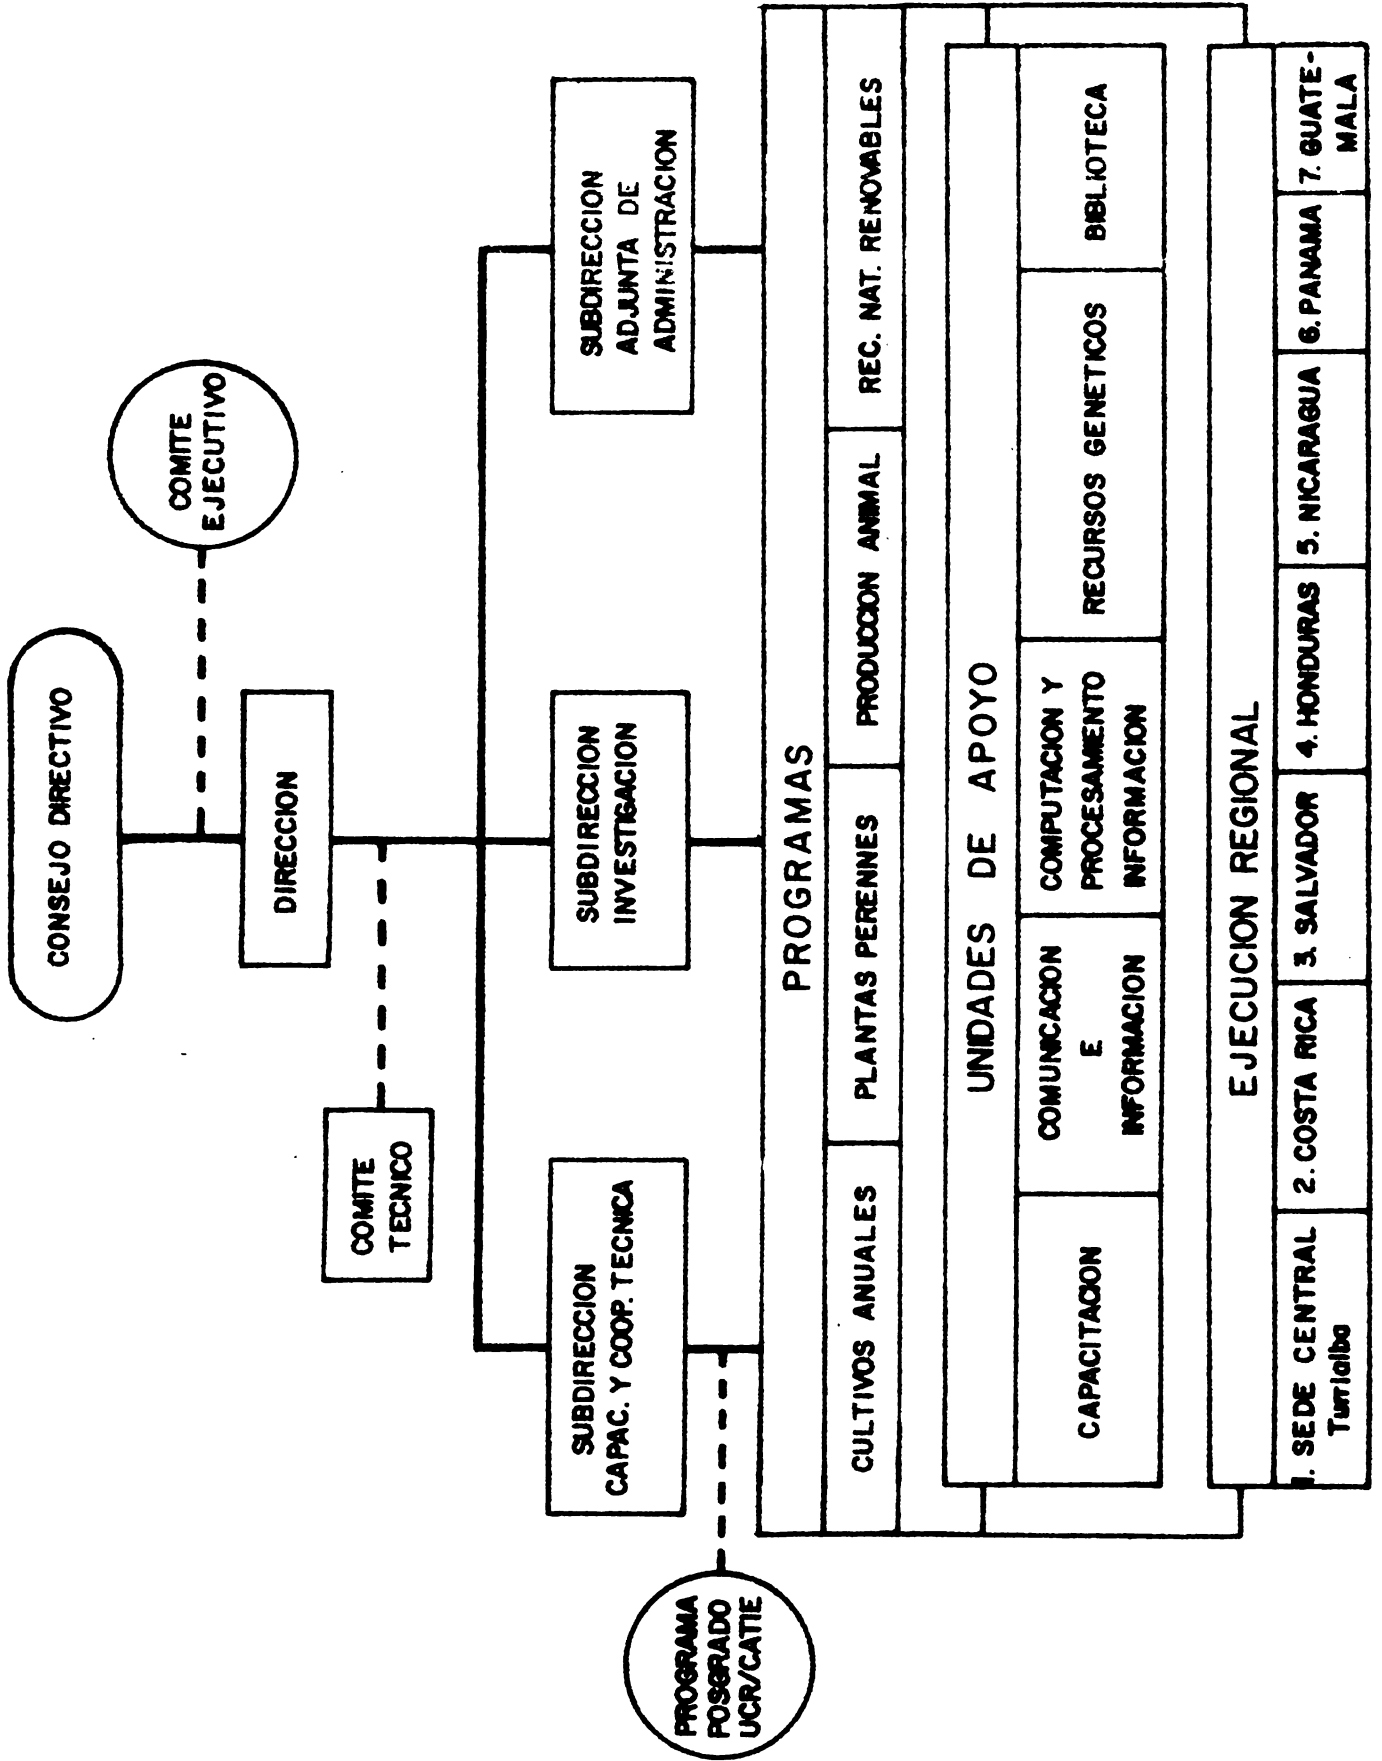 CONSEJO DIRECTIVO
COMITE
EJECUTIVO
DIRECCION
COMITE
TECNICO
SUBDIRECCION
CAPAC. Y COOP. TECNICA
SUBDIRECCION
INVESTIGACION
SUBDIRECCION
ADJUNTA DE
ADMINISTRACION
PROGRAMA
POSGRADO
UCR/CATIE
PROGRAMAS
CULTIVOS ANUALES
PLANTAS PERENNES
PRODUCCION ANIMAL
REC. NAT. RENOVABLES
UNIDADES DE APOYO
CAPACITACION
COMUNICACION
E
INFORMACION
COMPUTACION Y
PROCESAMIENTO
INFORMACION
RECURSOS GENETICOS
BIBLIOTECA
EJECUCION REGIONAL
1. SEDE CENTRAL
Turrialba
2. COSTA RICA
3. SALVADOR
4. HONDURAS
5. NICARAGUA
6. PANAMA
7. GUATE-
MALA